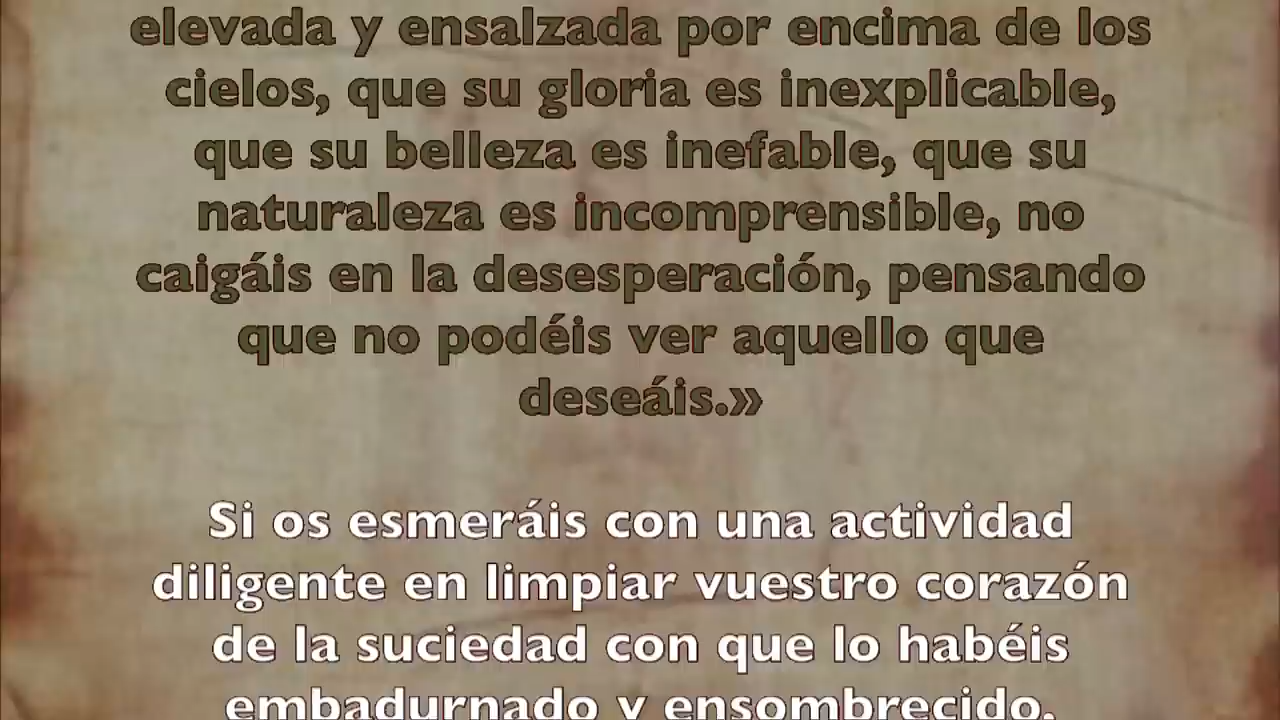 elevada y ensalzada por encima de los
cielos, que su gloria es inexplicable,
que su belleza es inefable, que su
naturaleza es incomprensible, no
caigáis en la desesperación, pensando
que no podéis ver aquello que
deseáis.»
Si os esmeráis con una actividad
diligente en limpiar vuestro corazón
de la suciedad con que lo habéis
embadurnado y ensombrecido,